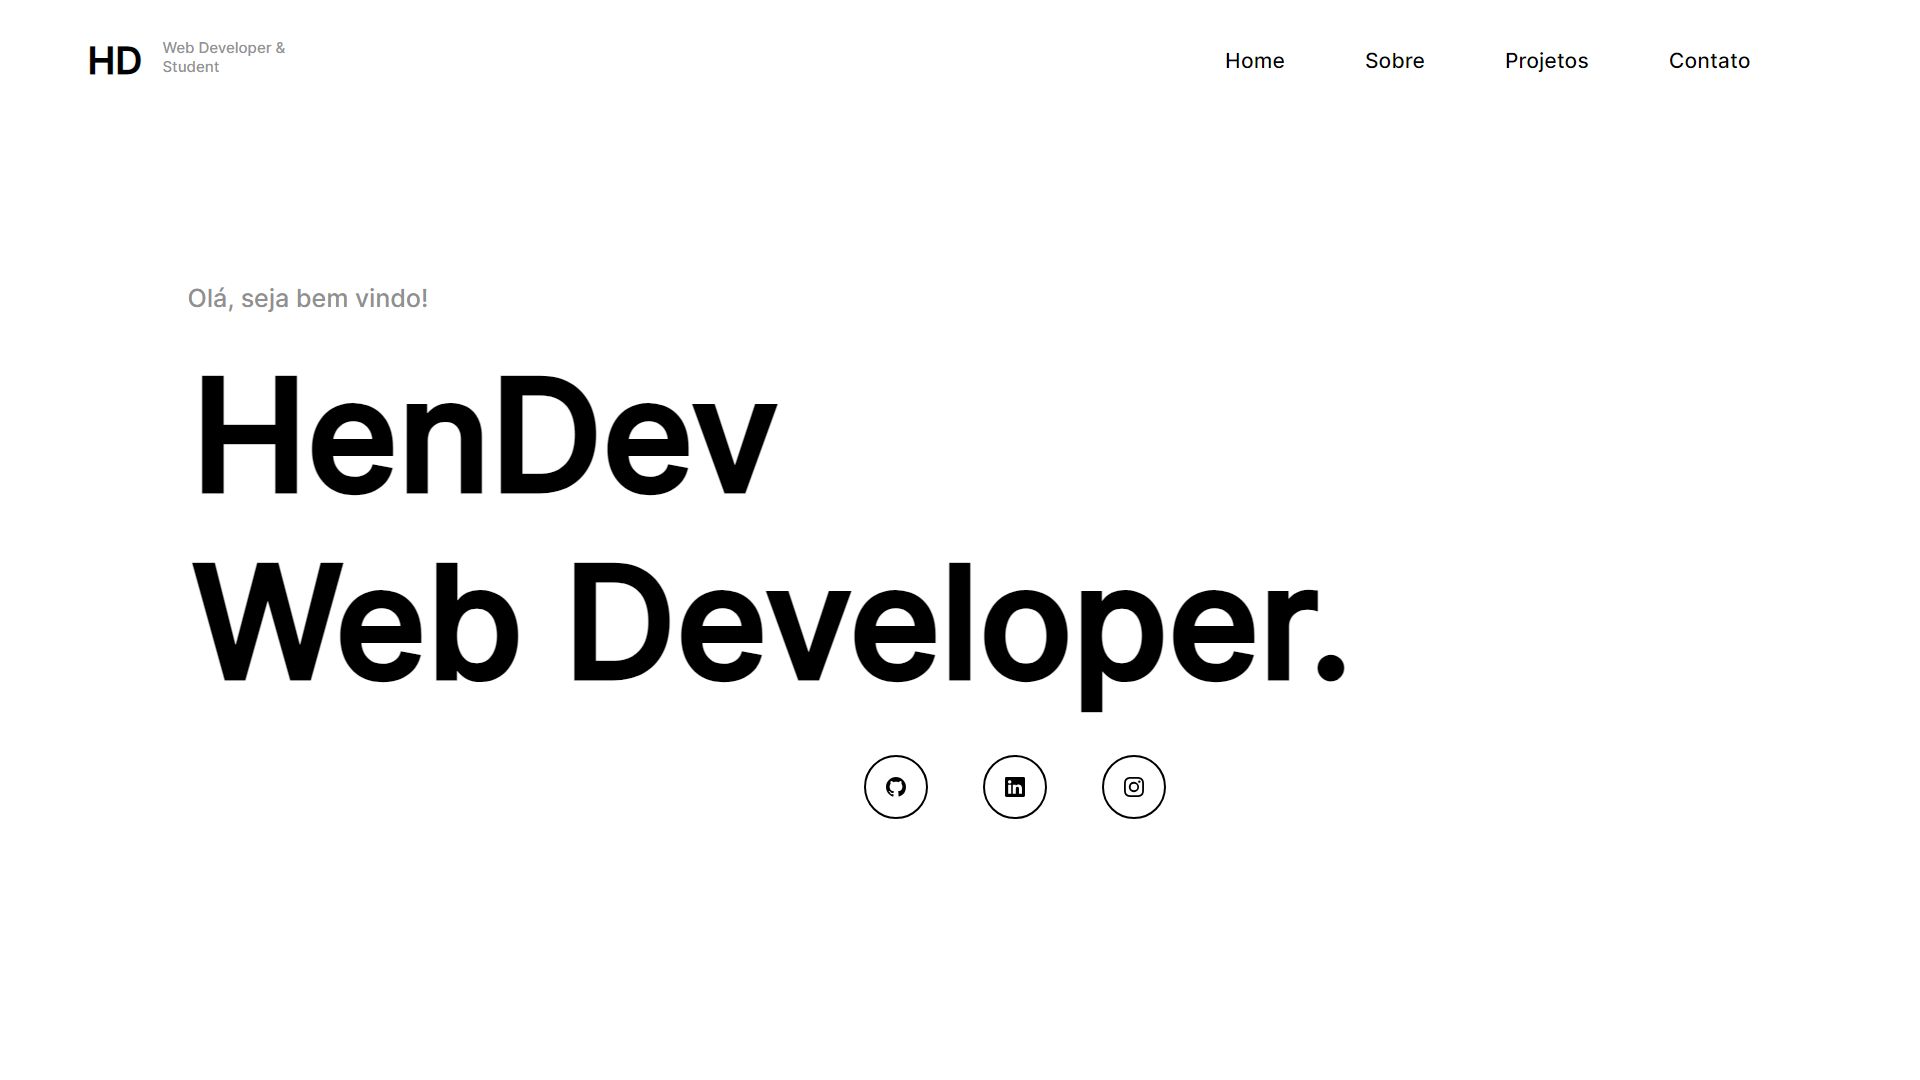 HD
Web Developer &
Student
Home
Sobre
Projetos
Contato
Olá, seja bem vindo!
HenDev
Web Developer.